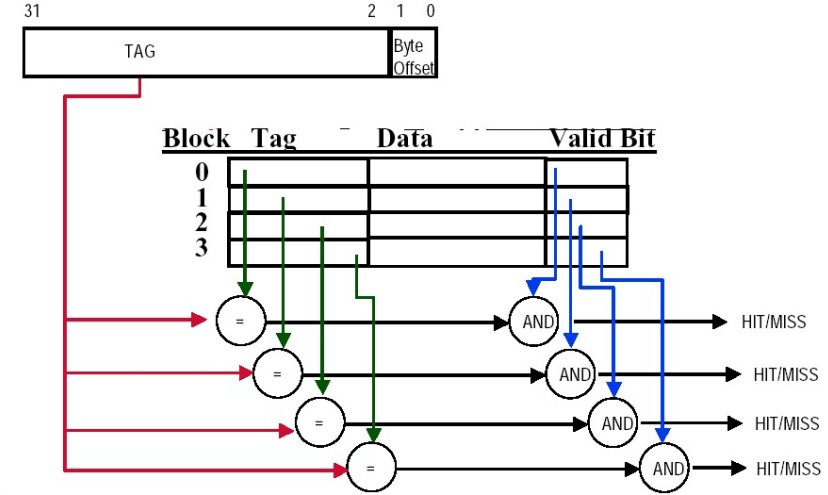 31 2 1 0
TAG Byte Offset
Block Tag Data Valid Bit
0
1
2
3
= AND HIT/MISS
= AND HIT/MISS
= AND HIT/MISS
= AND HIT/MISS